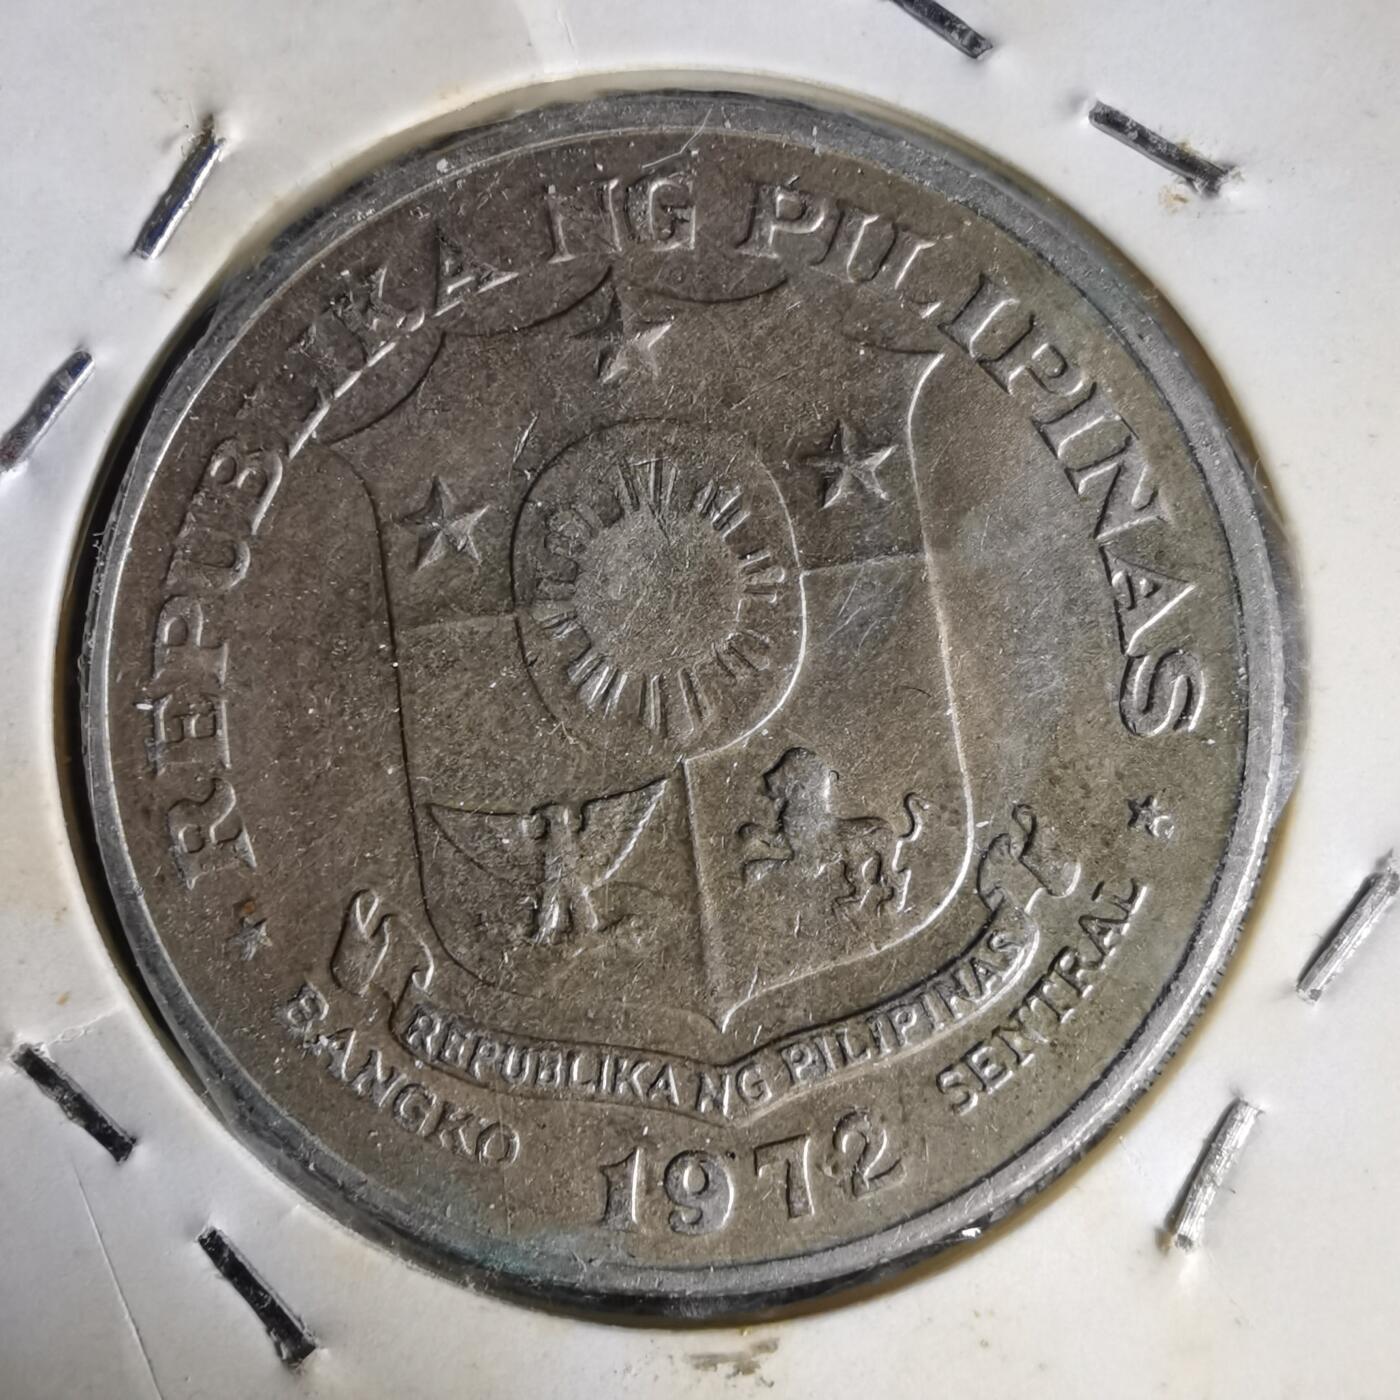 REPUBLIKA NG PILIPINAS
REPUBLIKA NG PILIPINAS
BANGKO SENTRAL
1972